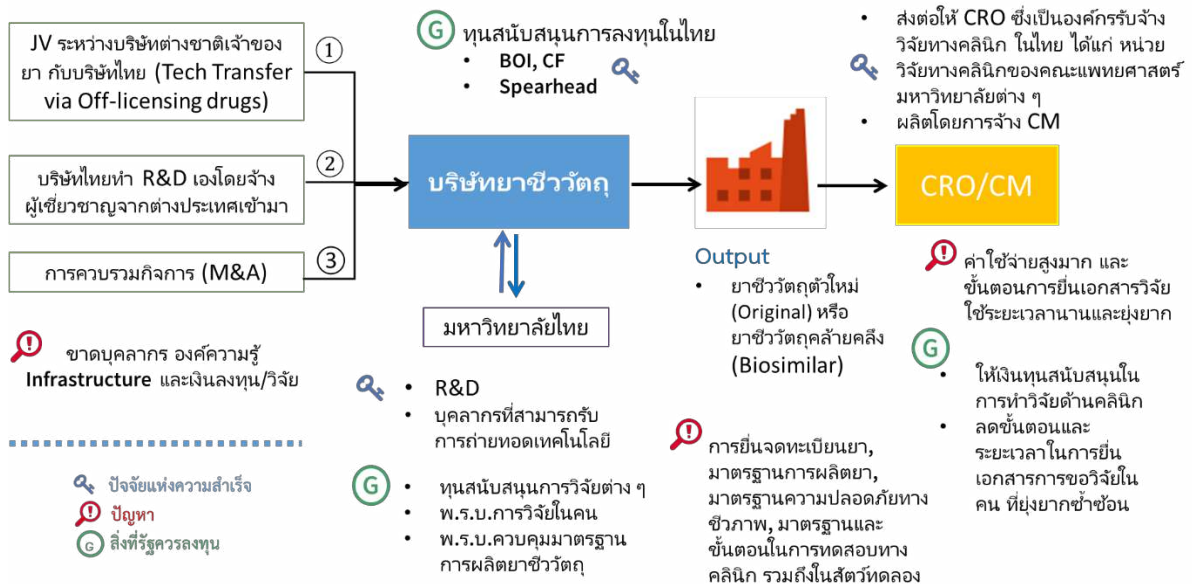 JV ระหว่างบริษัทต่างชาติเจ้าของ
ยา กับบริษัทไทย (Tech Transfer
via Off-licensing drugs)
①
บริษัทไทยทำ R&D เองโดยจ้าง
ผู้เชี่ยวชาญจากต่างประเทศเข้ามา
②
การควบรวมกิจการ (M&A)
③
ขาดบุคลากร องค์ความรู้
Infrastructure และเงินลงทุน/วิจัย
ปัจจัยแห่งความสำเร็จ
ปัญหา
G สิ่งที่รัฐควรลงทุน
G ทุนสนับสนุนการลงทุนในไทย
• BOI, CF
• Spearhead
บริษัทยาชีววัตถุ
มหาวิทยาลัยไทย
• R&D
• บุคลากรที่สามารถรับ
การถ่ายทอดเทคโนโลยี
G
• ทุนสนับสนุนการวิจัยต่าง ๆ
• พ.ร.บ.การวิจัยในคน
• พ.ร.บ.ควบคุมมาตรฐาน
การผลิตยาชีววัตถุ
Output
• ยาชีววัตถุตัวใหม่
(Original) หรือ
ยาชีววัตถุคล้ายคลึง
(Biosimilar)
การยื่นจดทะเบียนยา,
มาตรฐานการผลิตยา,
มาตรฐานความปลอดภัยทาง
ชีวภาพ, มาตรฐานและ
ขั้นตอนในการทดสอบทาง
คลินิก รวมถึงในสัตว์ทดลอง
• ส่งต่อให้ CRO ซึ่งเป็นองค์กรรับจ้าง
วิจัยทางคลินิก ในไทย ได้แก่ หน่วย
วิจัยทางคลินิกของคณะแพทยศาสตร์
มหาวิทยาลัยต่าง ๆ
• ผลิตโดยการจ้าง CM
CRO/CM
ค่าใช้จ่ายสูงมาก และ
ขั้นตอนการยื่นเอกสารวิจัย
ใช้ระยะเวลานานและยุ่งยาก
G
• ให้เงินทุนสนับสนุนใน
การทำวิจัยด้านคลินิก
• ลดขั้นตอนและ
ระยะเวลาในการยื่น
เอกสารการขอวิจัยใน
คน ที่ยุ่งยากซ้ำซ้อน